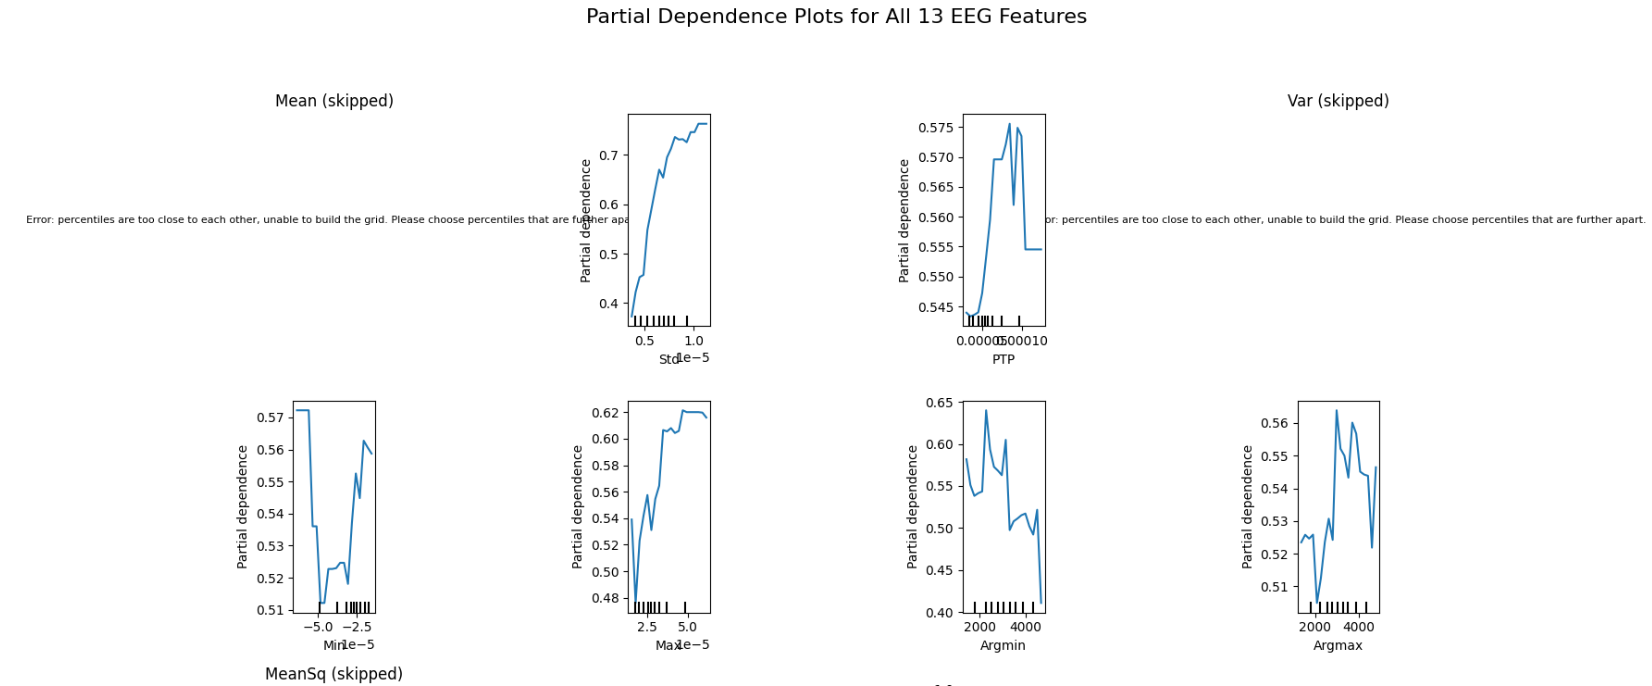 Partial Dependence Plots for All 13 EEG Features
Mean (skipped)
Var (skipped)
Error: percentiles are too close to each other, unable to build the grid. Please choose percentiles that are further apa
Partial dependence
0.7
0.6
0.5
0.4
0.5 1.0
1e−5
Std
Partial dependence
0.575
0.570
0.565
0.560
0.555
0.550
0.545
0.00005 0.00010
PTP
or: percentiles are too close to each other, unable to build the grid. Please choose percentiles that are further apart.
Partial dependence
0.57
0.56
0.55
0.54
0.53
0.52
0.51
−5.0 −2.5
1e−5
Min
Partial dependence
0.62
0.60
0.58
0.56
0.54
0.52
0.50
0.48
2.5 5.0
1e−5
Max
Partial dependence
0.65
0.60
0.55
0.50
0.45
0.40
2000 4000
Argmin
Partial dependence
0.56
0.55
0.54
0.53
0.52
0.51
2000 4000
Argmax
MeanSq (skipped)